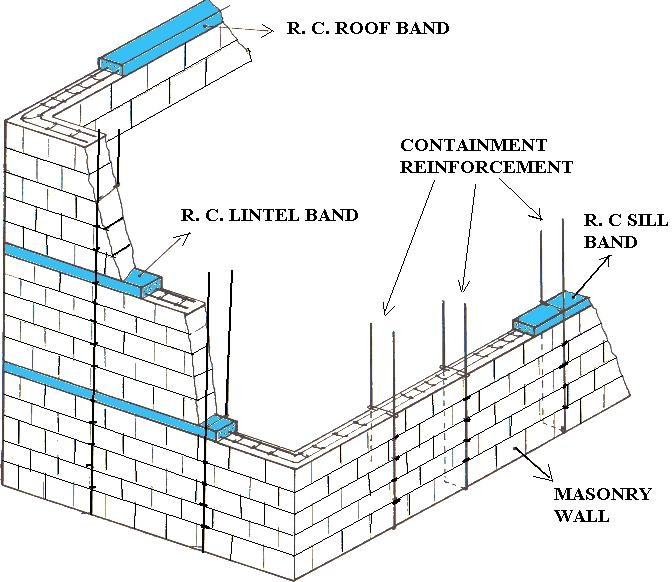 R. C. ROOF BAND
CONTAINMENT
REINFORCEMENT
R. C. LINTEL BAND
R. C SILL
BAND
MASONRY
WALL